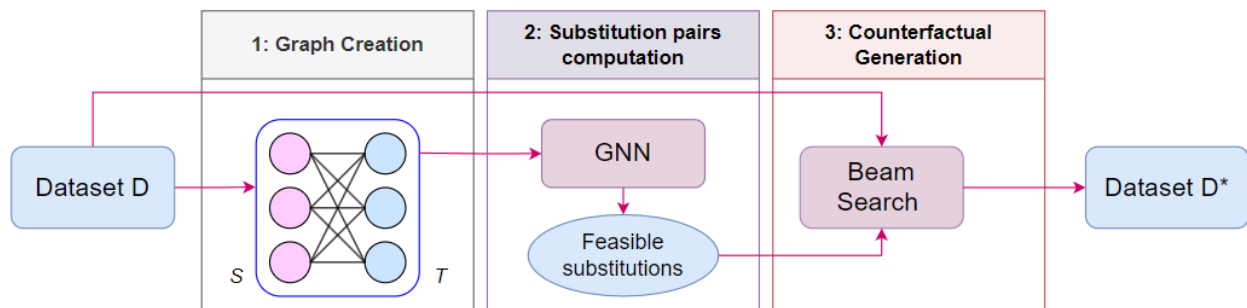 1: Graph Creation
2: Substitution pairs
computation
3: Counterfactual
Generation
Dataset D
S
T
GNN
Feasible
substitutions
Beam
Search
Dataset D*